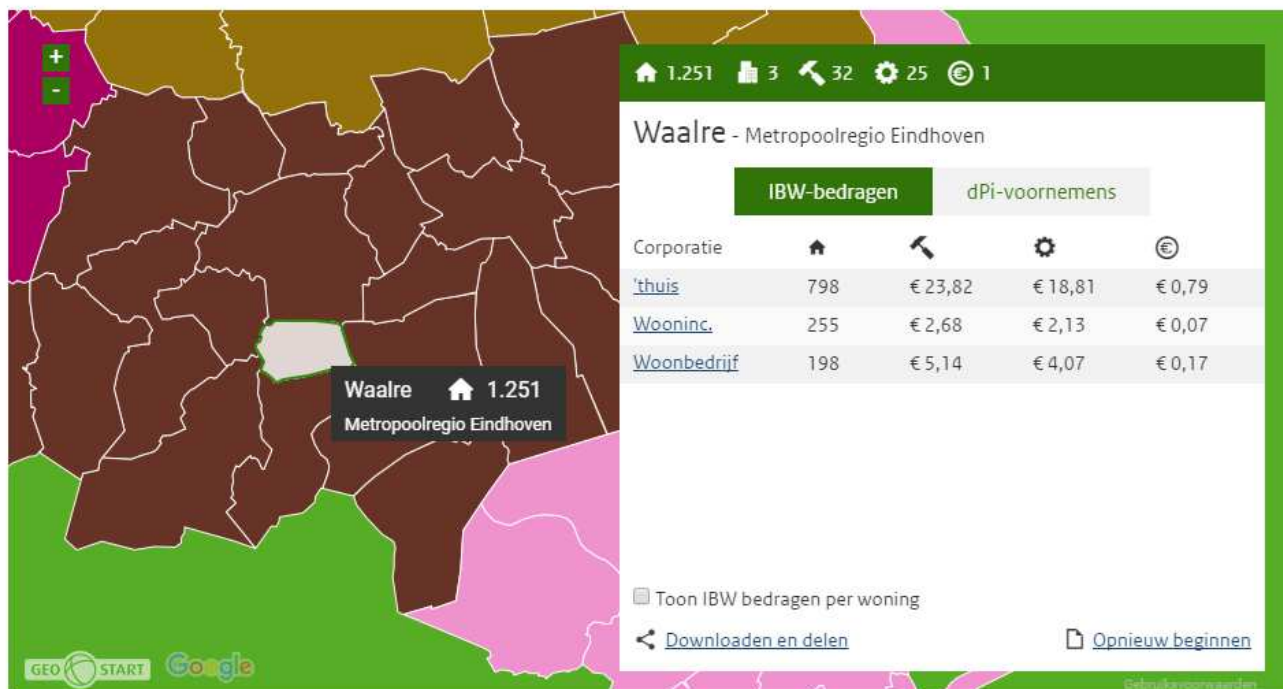 +
-
1.251 3 32 25 € 1
Waalre - Metropoolregio Eindhoven
IBW-bedragen dPi-voornemens
Corporatie €
'thuis 798 € 23,82 € 18,81 € 0,79
Wooninc. 255 € 2,68 € 2,13 € 0,07
Woonbedrijf 198 € 5,14 € 4,07 € 0,17
Waalre 1.251
Metropoolregio Eindhoven
Toon IBW bedragen per woning
Downloaden en delen Opnieuw beginnen
GEO START Google
Gebruiksvoorwaarden